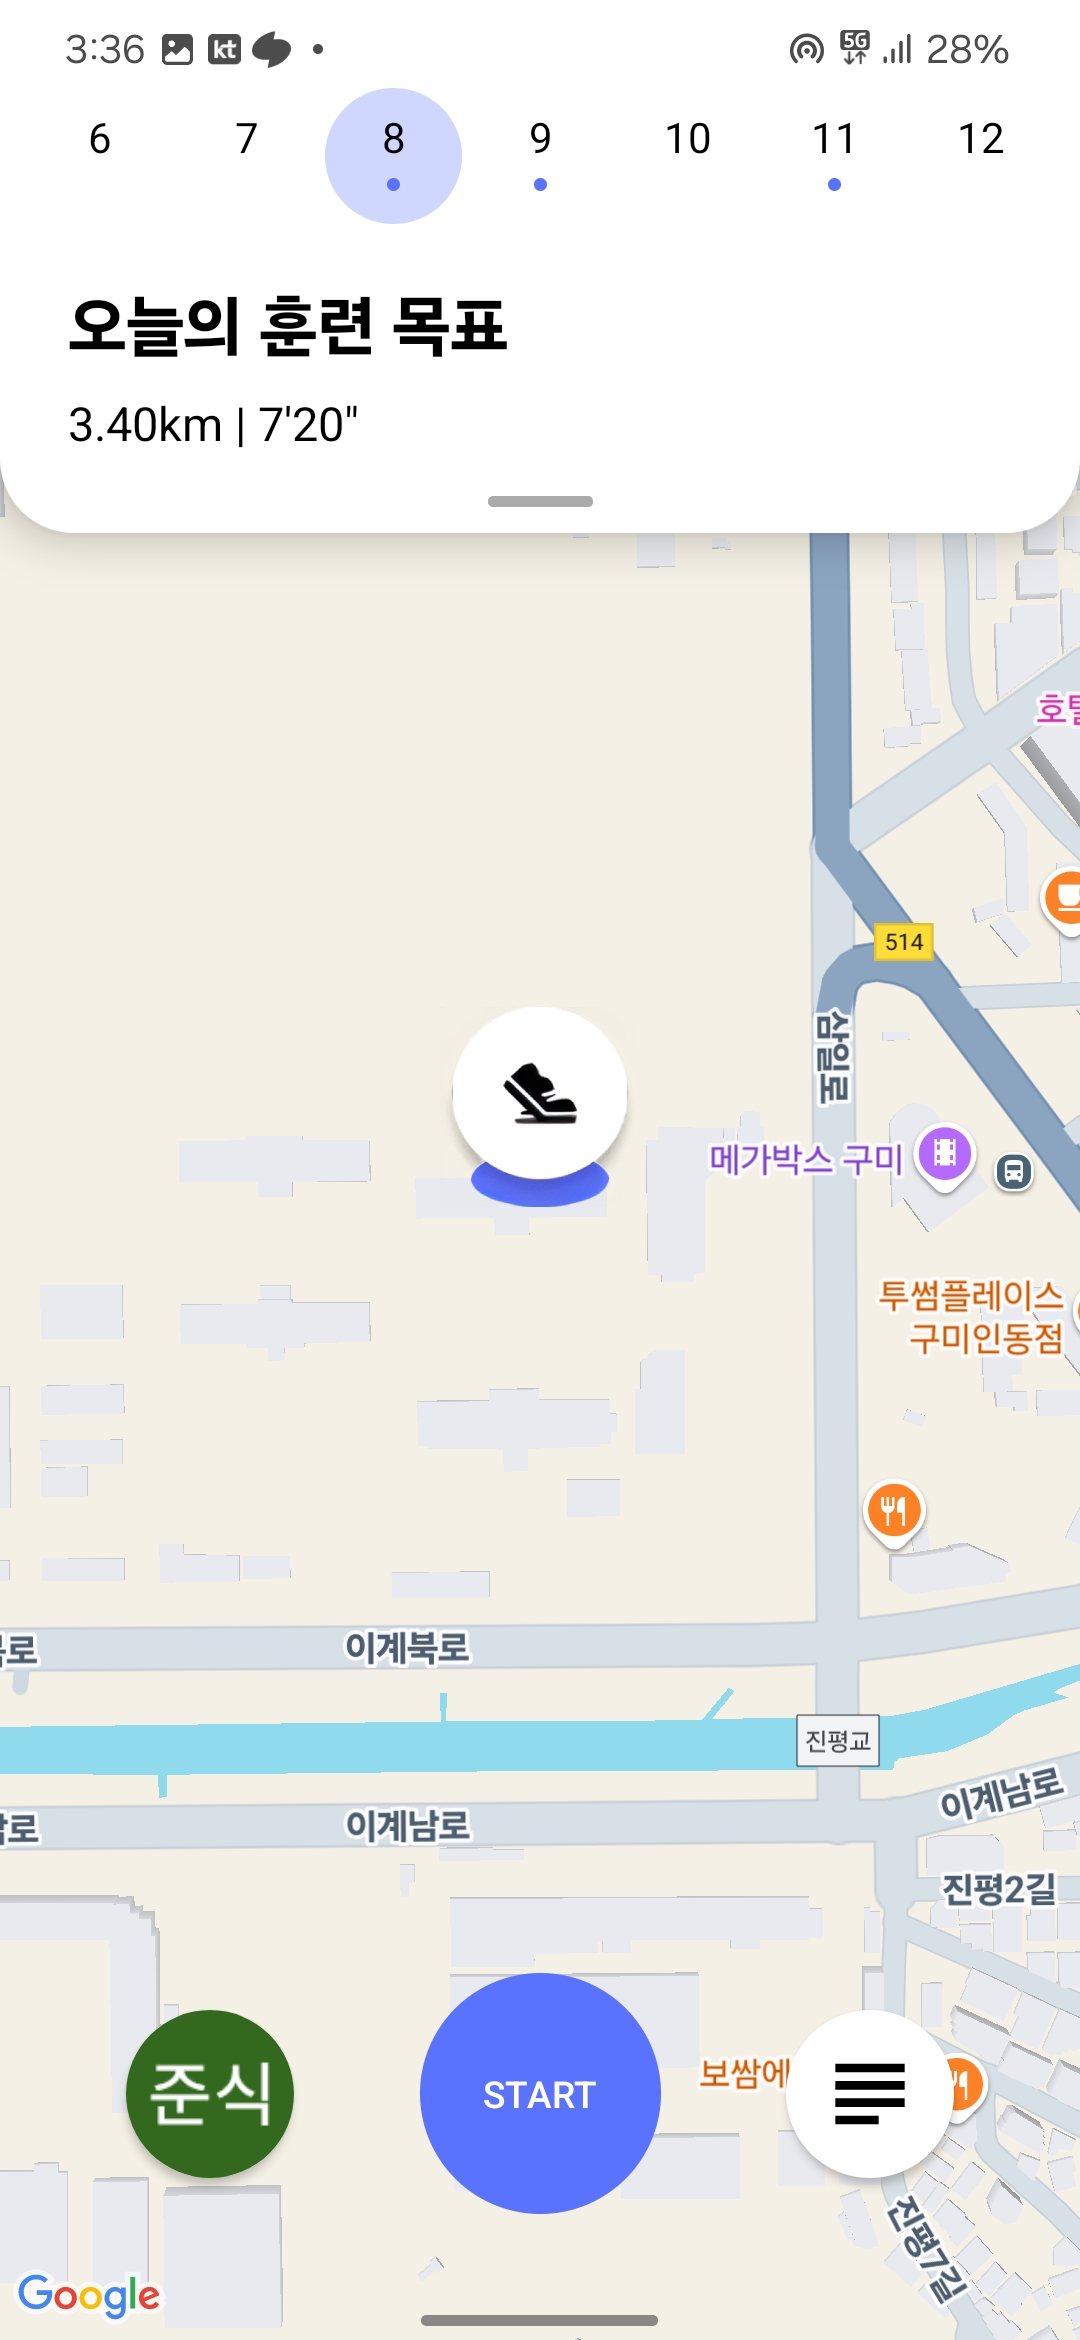 3:36 kt 5G 28%
6 7 8 9 10 11 12
오늘의 훈련 목표
3.40km | 7'20"
514
삼일로
메가박스 구미
투썸플레이스
구미인동점
이계북로
진평교
이계남로
이계남로
진평2길
준식
START
보쌈에
진평7길
Google